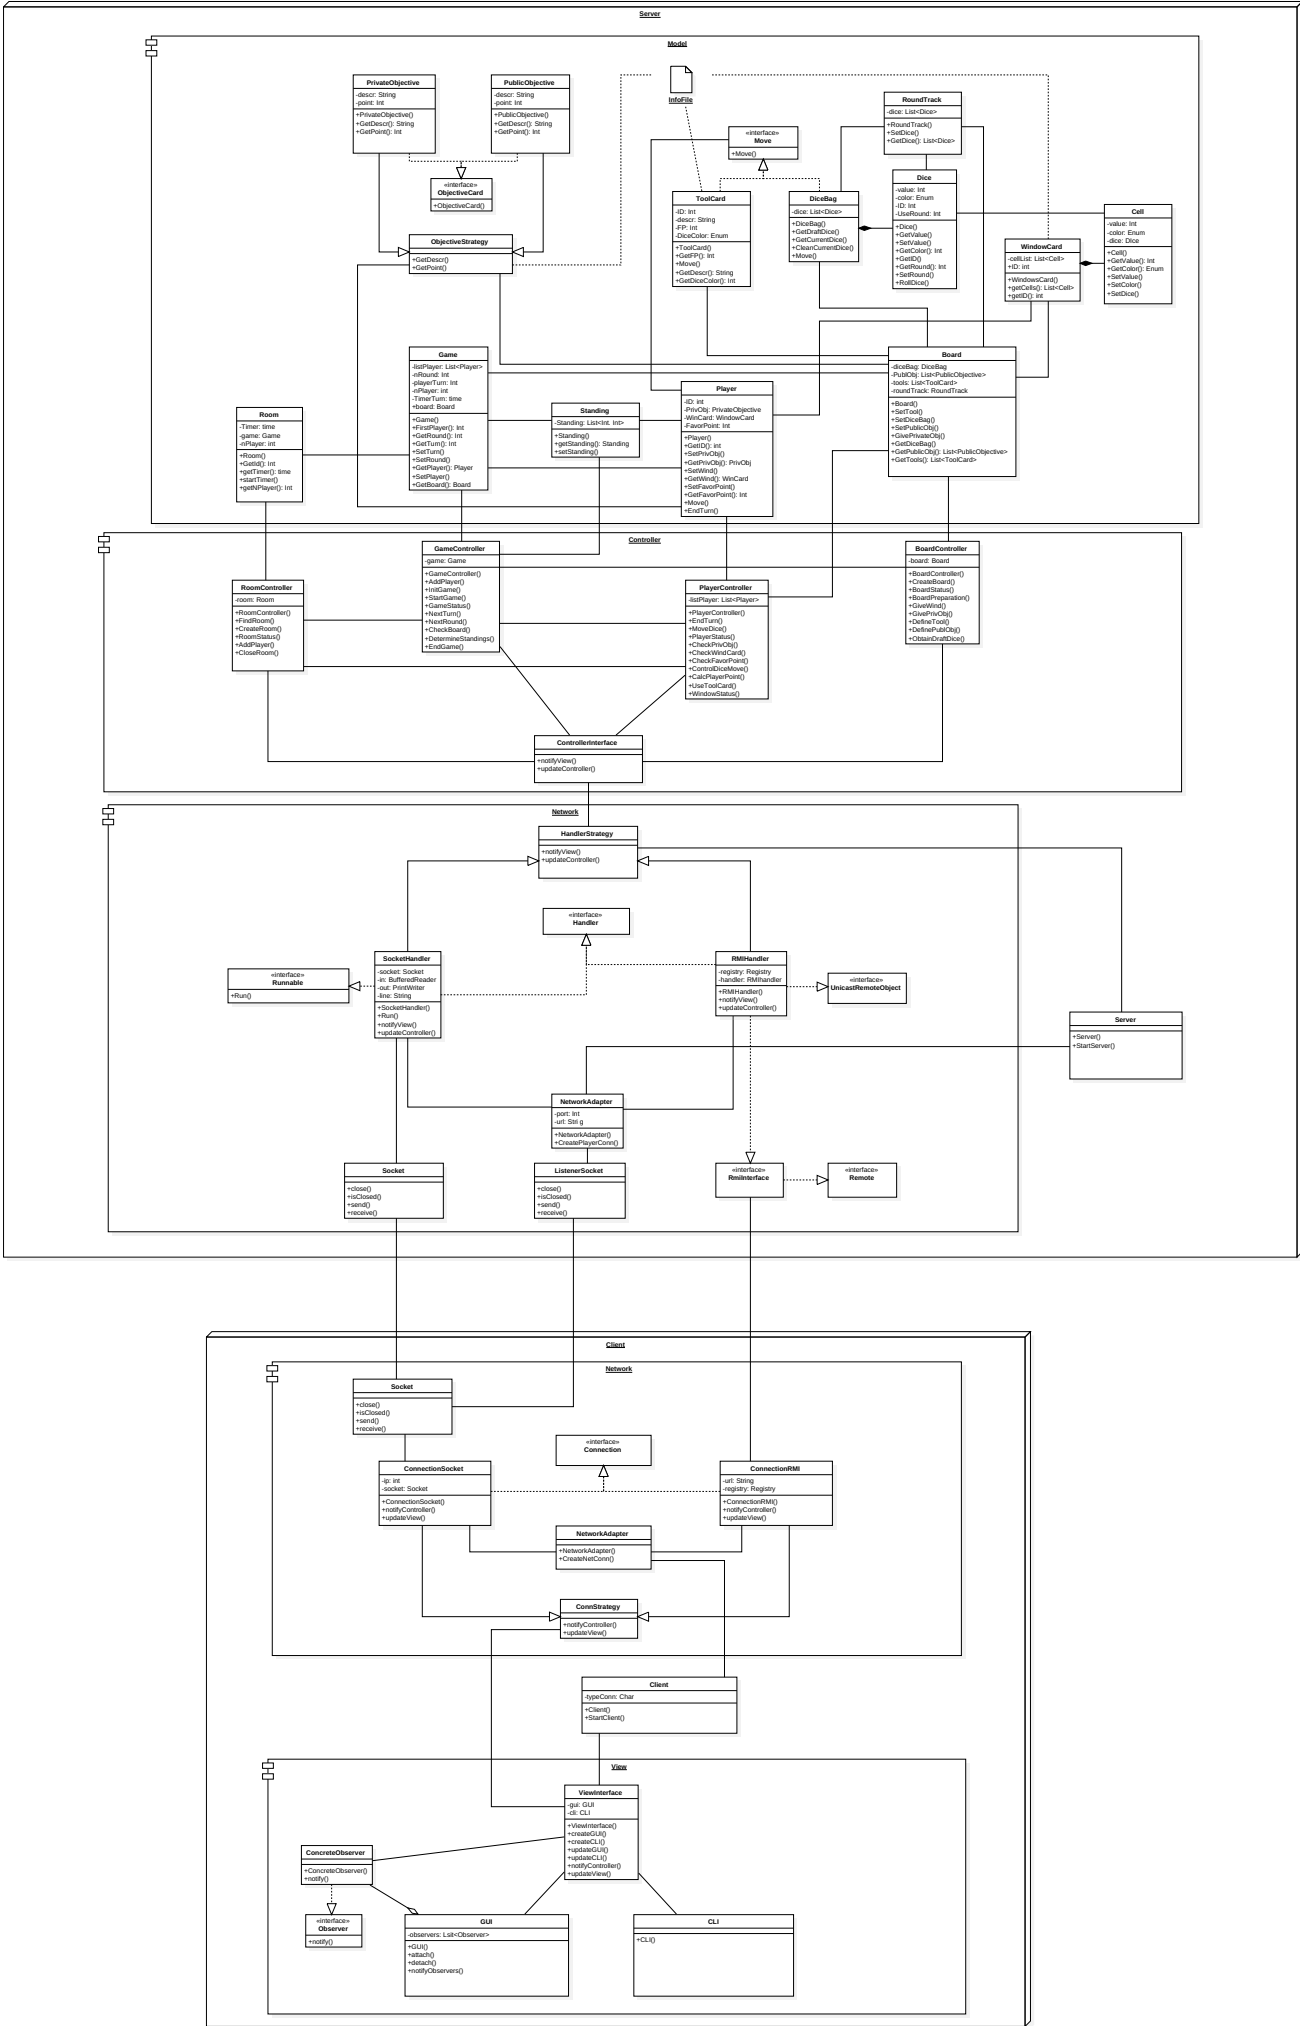 Server
Model
PrivateObjective
-descr: String
-point: Int
+PrivateObjective()
+GetDescr(): String
+GetPoint(): Int
PublicObjective
-descr: String
-point: Int
+PublicObjective()
+GetDescr(): String
+GetPoint(): Int
InfoFile
RoundTrack
-dice: List<Dice>
+RoundTrack()
+SetDice()
+GetDice(): List<Dice>
«interface»
Move
+Move()
«interface»
ObjectiveCard
+ObjectiveCard()
ToolCard
-ID: Int
-descr: String
-FP: Int
-DiceColor: Enum
+ToolCard()
+GetFP(): Int
+Move()
+GetDescr(): String
+GetDiceColor(): Int
DiceBag
-dice: List<Dice>
+DiceBag()
+GetDraftDice()
+GetCurrentDice()
+CleanCurrentDice()
+Move()
Dice
-value: Int
-color: Enum
-ID: Int
-UseRound: Int
+Dice()
+GetValue()
+SetValue()
+GetColor(): Int
+GetID()
+GetRound(): Int
+SetRound()
+RollDice()
Cell
-value: Int
-color: Enum
-dice: Dice
+Cell()
+GetValue(): Int
+GetColor(): Enum
+SetValue()
+SetColor()
+SetDice()
WindowCard
-cellList: List<Cell>
+ID: int
+WindowsCard()
+getCells(): List<Cell>
+getID(): int
ObjectiveStrategy
+GetDescr()
+GetPoint()
Game
-listPlayer: List<Player>
-nRound: Int
-playerTurn: Int
-nPlayer: int
-TimerTurn: time
+board: Board
+Game()
+FirstPlayer(): Int
+GetRound(): Int
+GetTurn(): Int
+SetTurn()
+SetRound()
+GetPlayer(): Player
+SetPlayer()
+GetBoard(): Board
Board
-diceBag: DiceBag
-PublObj: List<PublicObjective>
-tools: List<ToolCard>
-roundTrack: RoundTrack
+Board()
+SetTool()
+SetDiceBag()
+SetPublicObj()
+GivePrivateObj()
+GetDiceBag()
+GetPublicObj(): List<PublicObjective>
+GetTools(): List<ToolCard>
Player
-ID: int
-PrivObj: PrivateObjective
-WinCard: WindowCard
-FavorPoint: Int
+Player()
+GetID(): int
+SetPrivObj()
+GetPrivObj(): PrivObj
+SetWind()
+GetWind(): WinCard
+SetFavorPoint()
+GetFavorPoint(): Int
+Move()
+EndTurn()
Standing
-Standing: List<Int. Int>
+Standing()
+getStanding(): Standing
+setStanding()
Room
-Timer: time
-game: Game
-nPlayer: int
+Room()
+GetId(): Int
+getTimer(): time
+startTimer()
+getNPlayer(): Int
Controller
GameController
-game: Game
+GameController()
+AddPlayer()
+InitGame()
+StartGame()
+GameStatus()
+NextTurn()
+NextRound()
+CheckBoard()
+DetermineStandings()
+EndGame()
BoardController
-board: Board
+BoardController()
+CreateBoard()
+BoardStatus()
+BoardPreparation()
+GiveWind()
+GivePrivObj()
+DefineTool()
+DefinePublObj()
+ObtainDraftDice()
RoomController
-room: Room
+RoomController()
+FindRoom()
+CreateRoom()
+RoomStatus()
+AddPlayer()
+CloseRoom()
PlayerController
-listPlayer: List<Player>
+PlayerController()
+EndTurn()
+MoveDice()
+PlayerStatus()
+CheckPrivObj()
+CheckWindCard()
+CheckFavorPoint()
+ControlDiceMove()
+CalcPlayerPoint()
+UseToolCard()
+WindowStatus()
ControllerInterface
+notifyView()
+updateController()
Network
HandlerStrategy
+notifyView()
+updateController()
«interface»
Handler
SocketHandler
-socket: Socket
-in: BufferedReader
-out: PrintWriter
-line: String
+SocketHandler()
+Run()
+notifyView()
+updateController()
RMIHandler
-registry: Registry
-handler: RMIhandler
+RMIHandler()
+notifyView()
+updateController()
«interface»
Runnable
+Run()
«interface»
UnicastRemoteObject
Server
+Server()
+StartServer()
NetworkAdapter
-port: Int
-url: Stri g
+NetworkAdapter()
+CreatePlayerConn()
Socket
+close()
+isClosed()
+send()
+receive()
ListenerSocket
+close()
+isClosed()
+send()
+receive()
«interface»
RmiInterface
«interface»
Remote
Client
Network
Socket
+close()
+isClosed()
+send()
+receive()
«interface»
Connection
ConnectionSocket
-ip: int
-socket: Socket
+ConnectionSocket()
+notifyController()
+updateView()
ConnectionRMI
-url: String
-registry: Registry
+ConnectionRMI()
+notifyController()
+updateView()
NetworkAdapter
+NetworkAdapter()
+CreateNetConn()
ConnStrategy
+notifyController()
+updateView()
Client
-typeConn: Char
+Client()
+StartClient()
View
ViewInterface
-gui: GUI
-cli: CLI
+ViewInterface()
+createGUI()
+createCLI()
+updateGUI()
+updateCLI()
+notifyController()
+updateView()
ConcreteObserver
+ConcreteObserver()
+notify()
«interface»
Observer
+notify()
GUI
-observers: Lsit<Observer>
+GUI()
+attach()
+detach()
+notifyObservers()
CLI
+CLI()